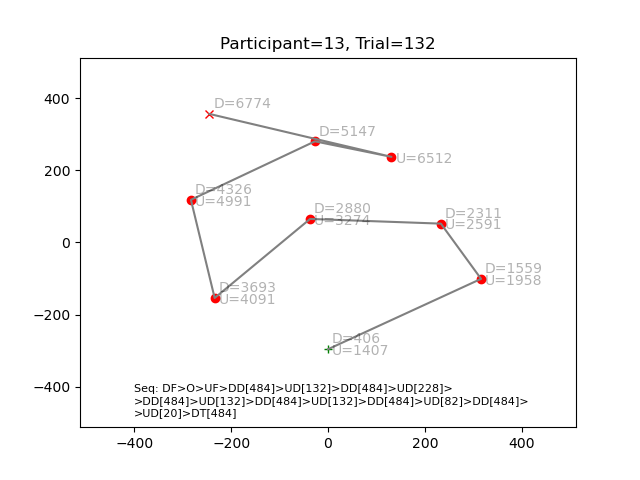 Participant=13, Trial=132
D=6774
D=5147
U=6512
D=4326
U=4991
D=2880
U=3274
D=2311
U=2591
D=1559
U=1958
D=3693
U=4091
D=406
U=1407
Seq: DF>O>UF>DD[484]>UD[132]>DD[484]>UD[228]>
>DD[484]>UD[132]>DD[484]>UD[132]>DD[484]>UD[82]>DD[484]>
>UD[20]>DT[484]
400
200
0
−200
−400
−400 −200 0 200 400